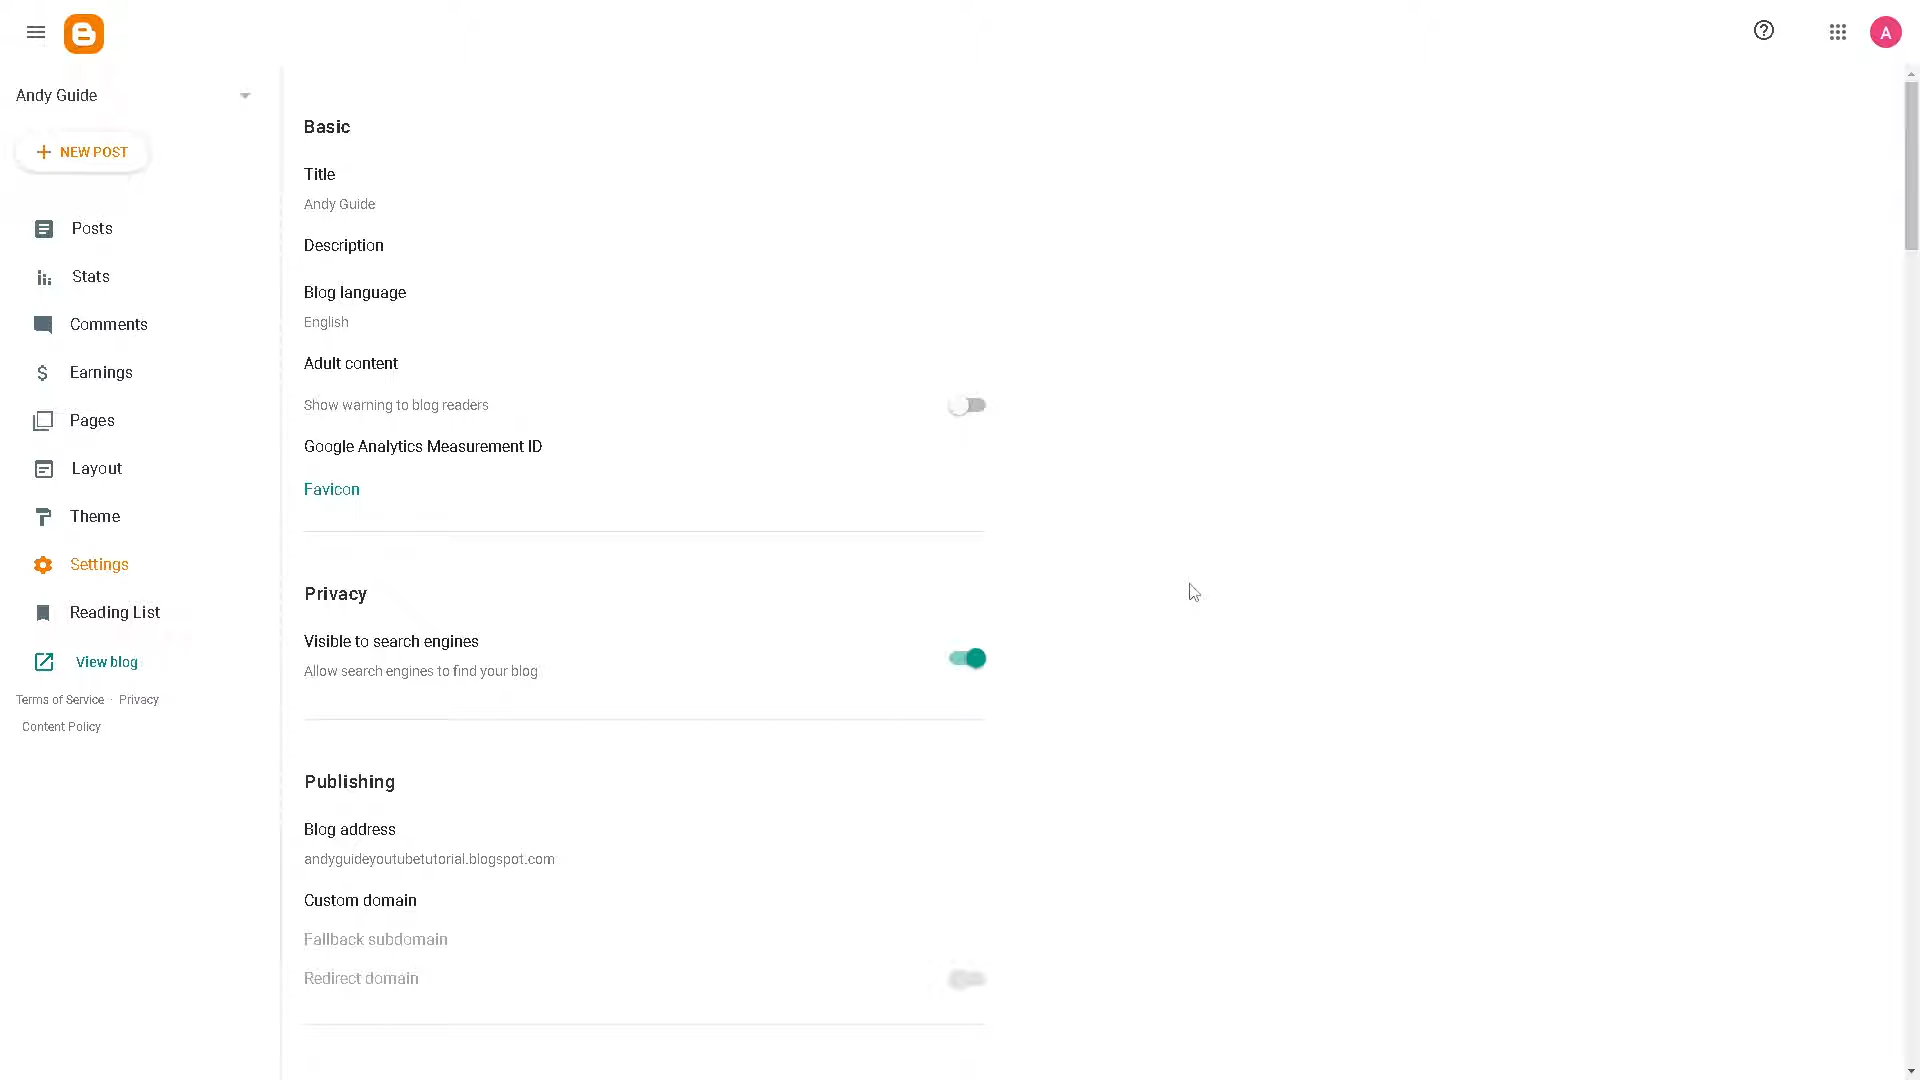 A
Andy Guide
NEW POST
Posts
Stats
Comments
Earnings
Pages
Layout
Theme
Settings
Reading List
View blog
Terms of Service · Privacy
Content Policy
Basic
Title
Andy Guide
Description
Blog language
English
Adult content
Show warning to blog readers
Google Analytics Measurement ID
Favicon
Privacy
Visible to search engines
Allow search engines to find your blog
Publishing
Blog address
andyguideyoutubetutorial.blogspot.com
Custom domain
Fallback subdomain
Redirect domain